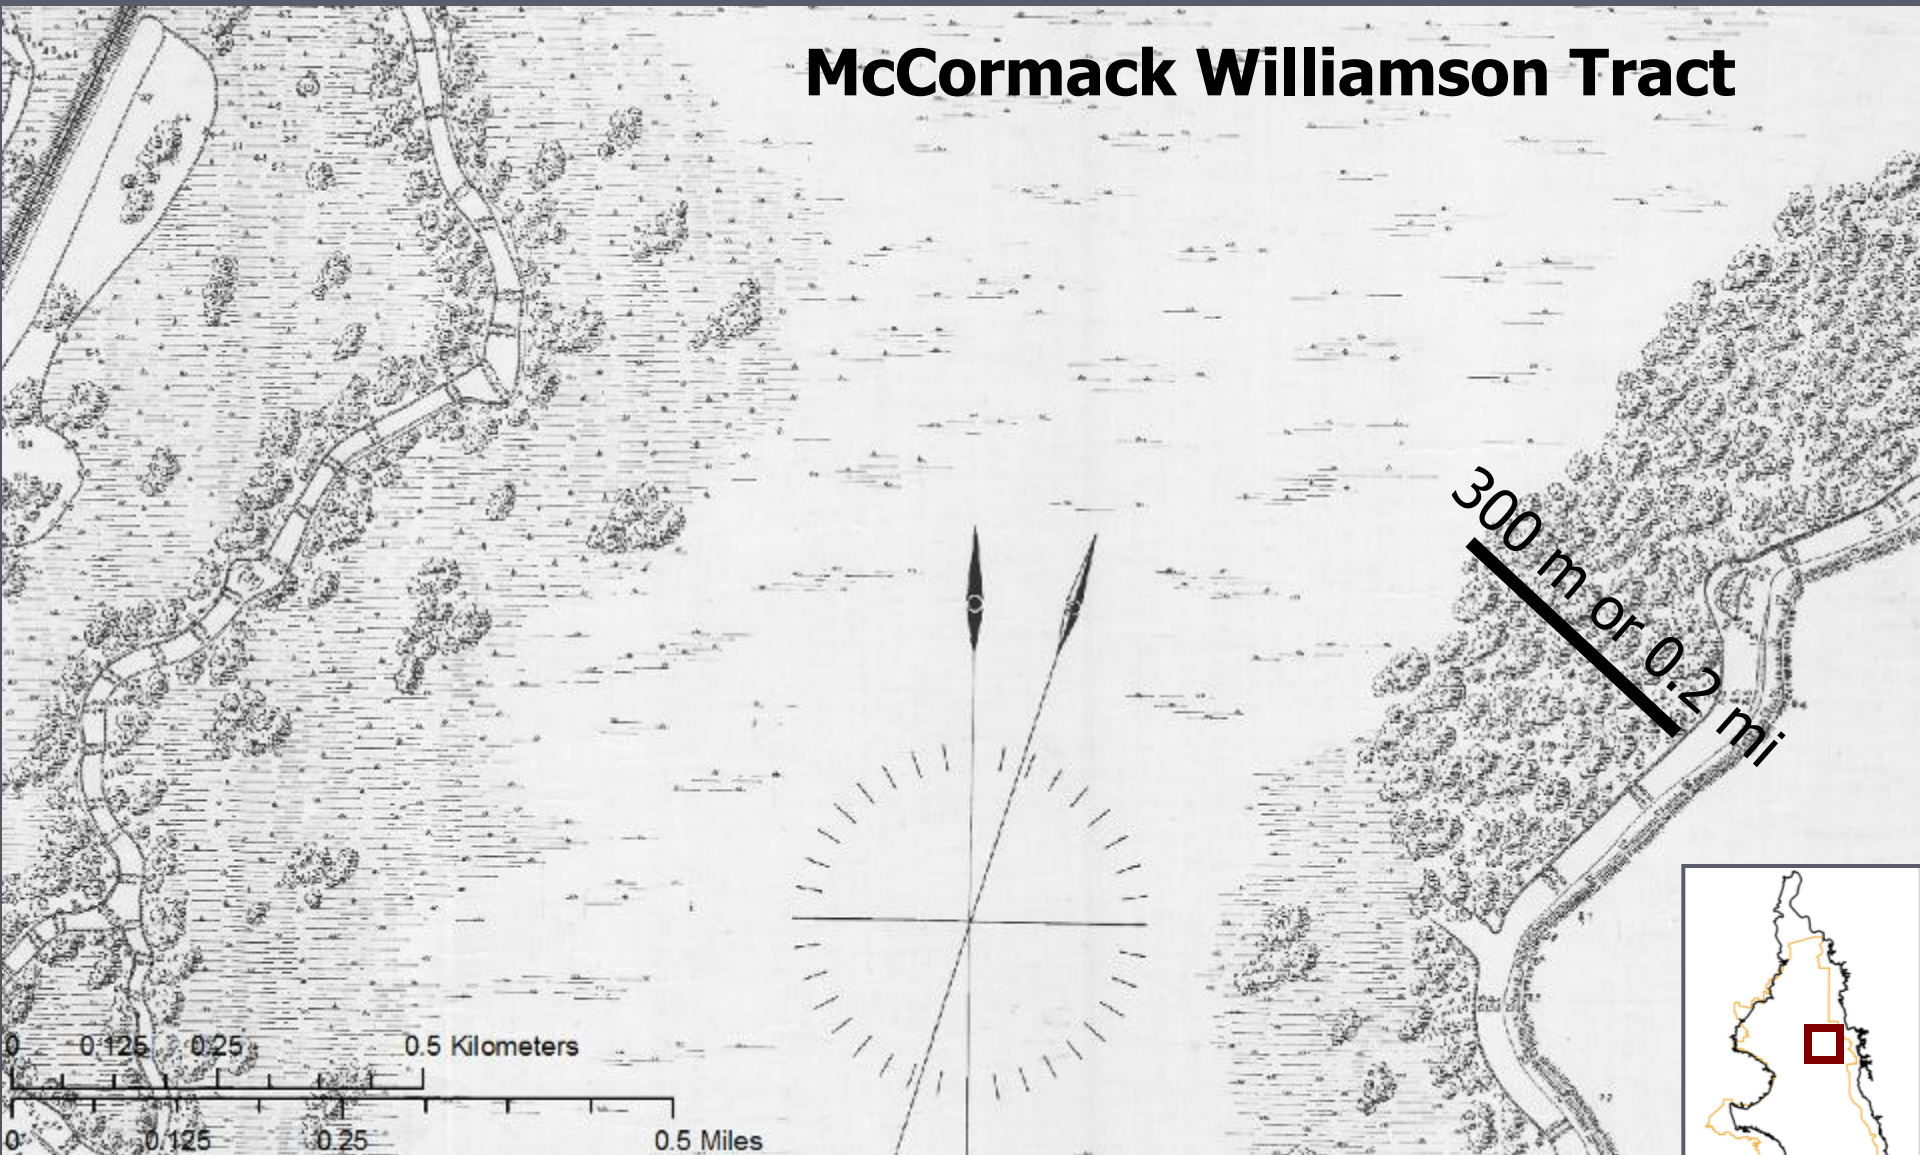 McCormack Williamson Tract
300 m or 0.2 mi
0 0.125 0.25 0.5 Kilometers
0 0.125 0.25 0.5 Miles